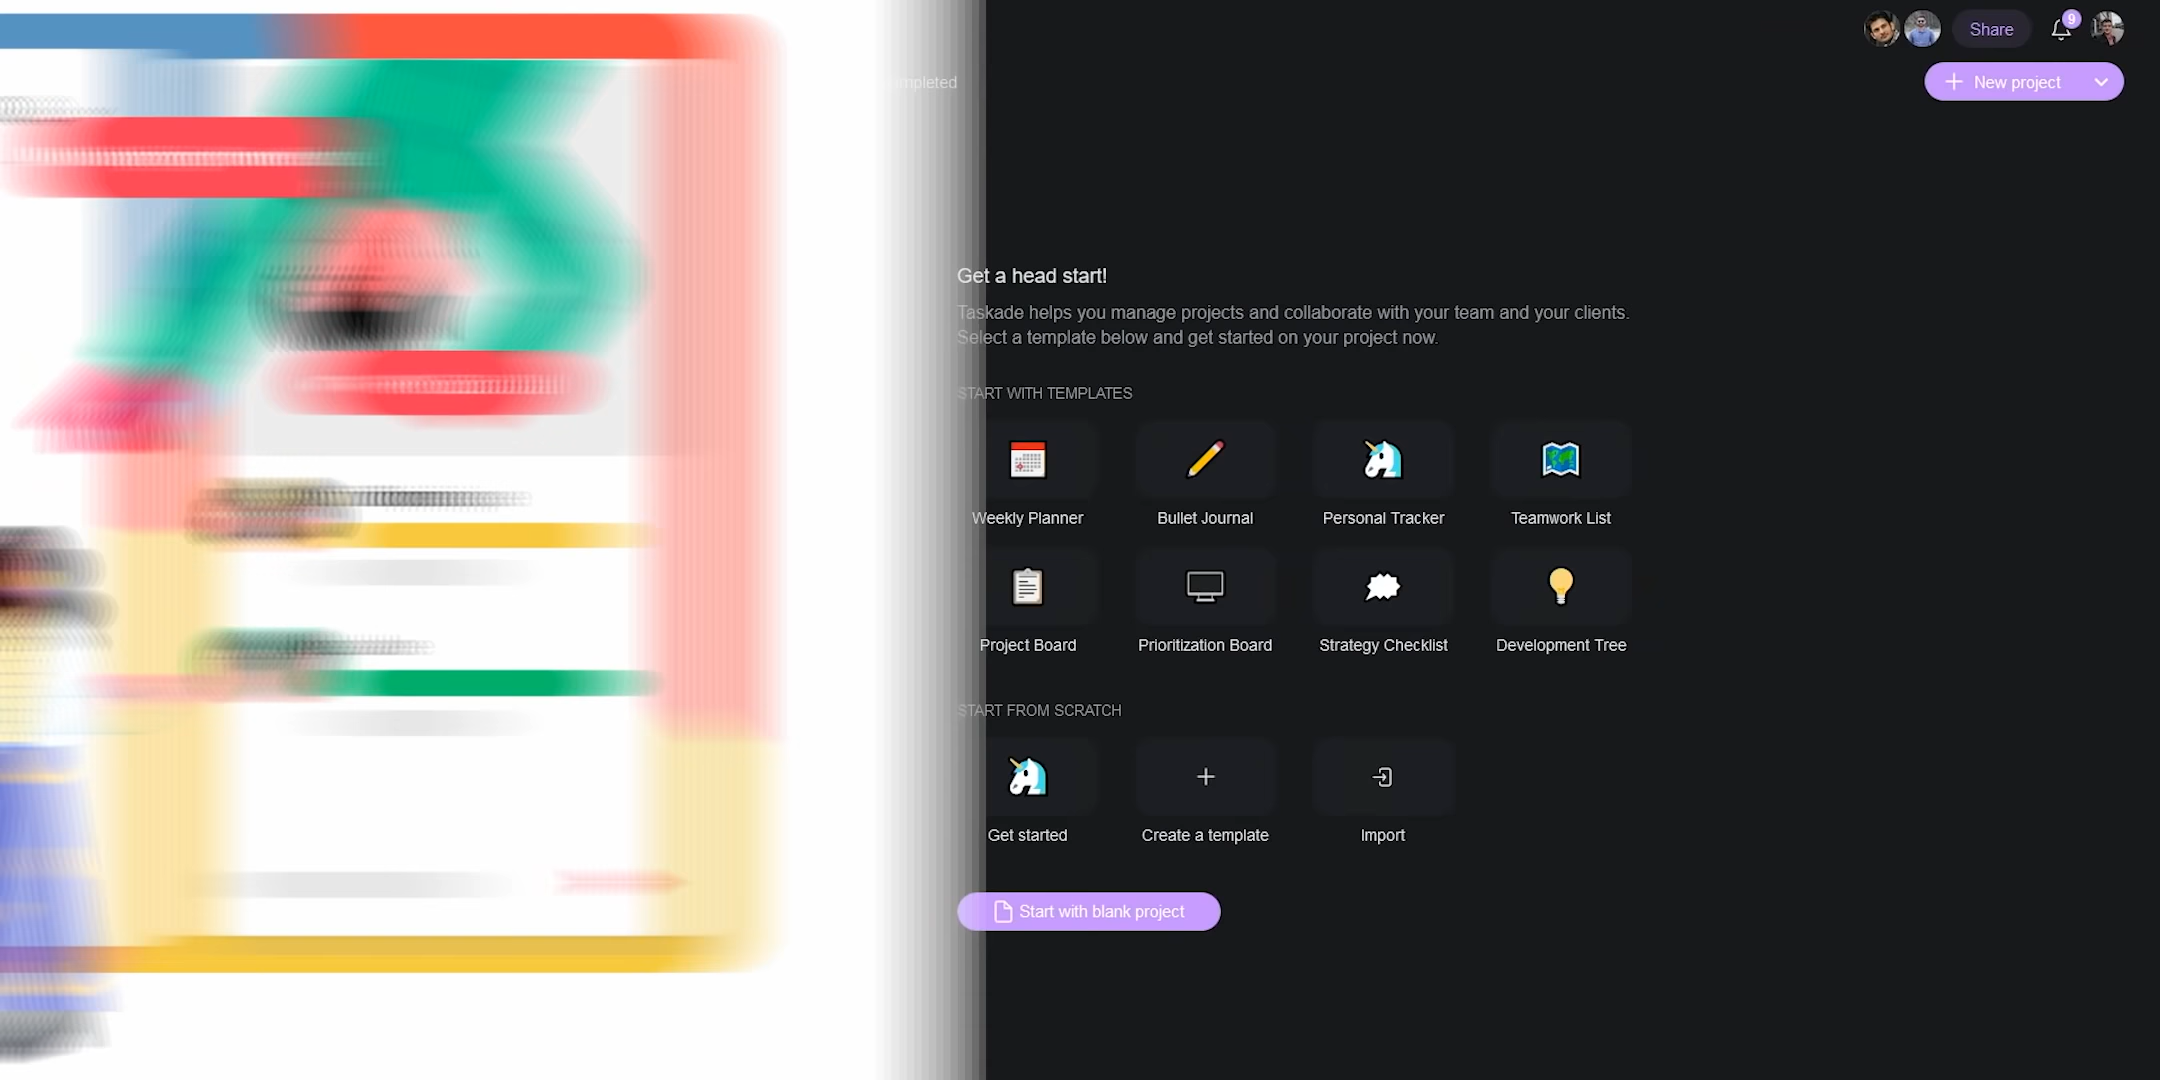 Share
9
New project
Get a head start!
Taskade helps you manage projects and collaborate with your team and your clients.
Select a template below and get started on your project now.
START WITH TEMPLATES
Weekly Planner
Bullet Journal
Personal Tracker
Teamwork List
Project Board
Prioritization Board
Strategy Checklist
Development Tree
START FROM SCRATCH
Get started
Create a template
Import
Start with blank project